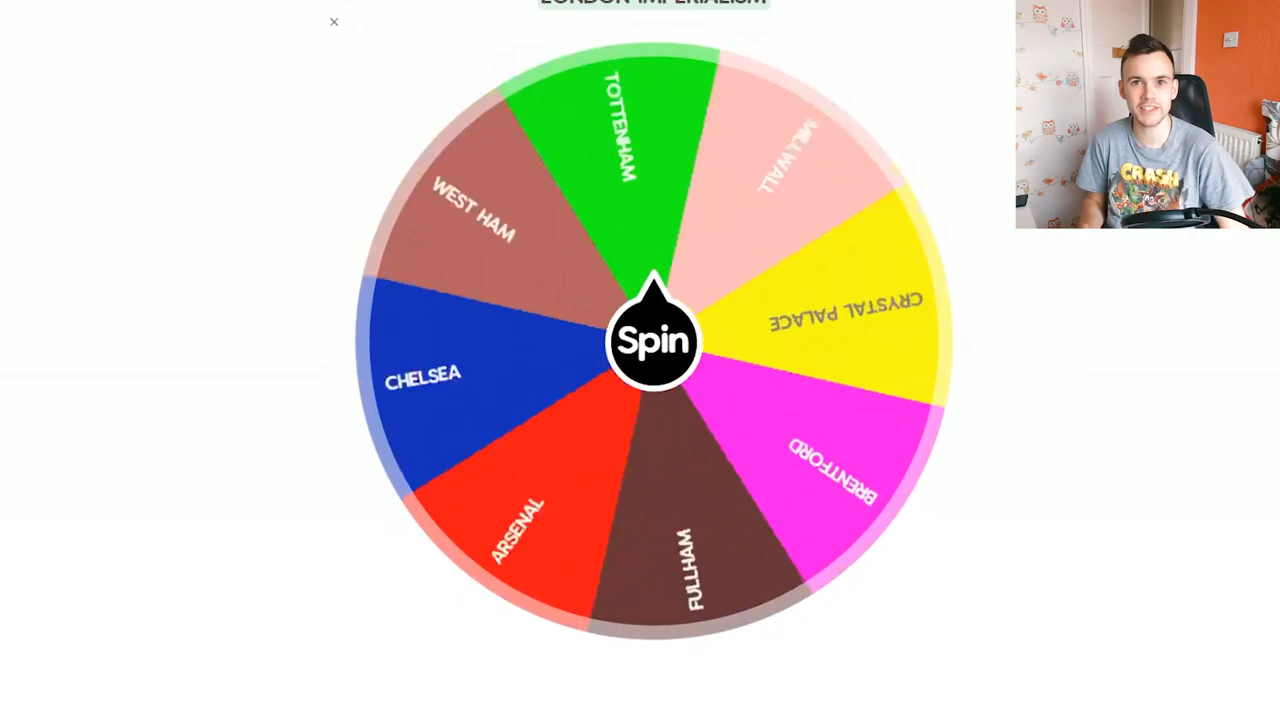 LONDON IMPERIALISM
TOTTENHAM
MILLWALL
WEST HAM
CRYSTAL PALACE
Spin
CHELSEA
BRENTFORD
ARSENAL
FULLHAM
CRASH